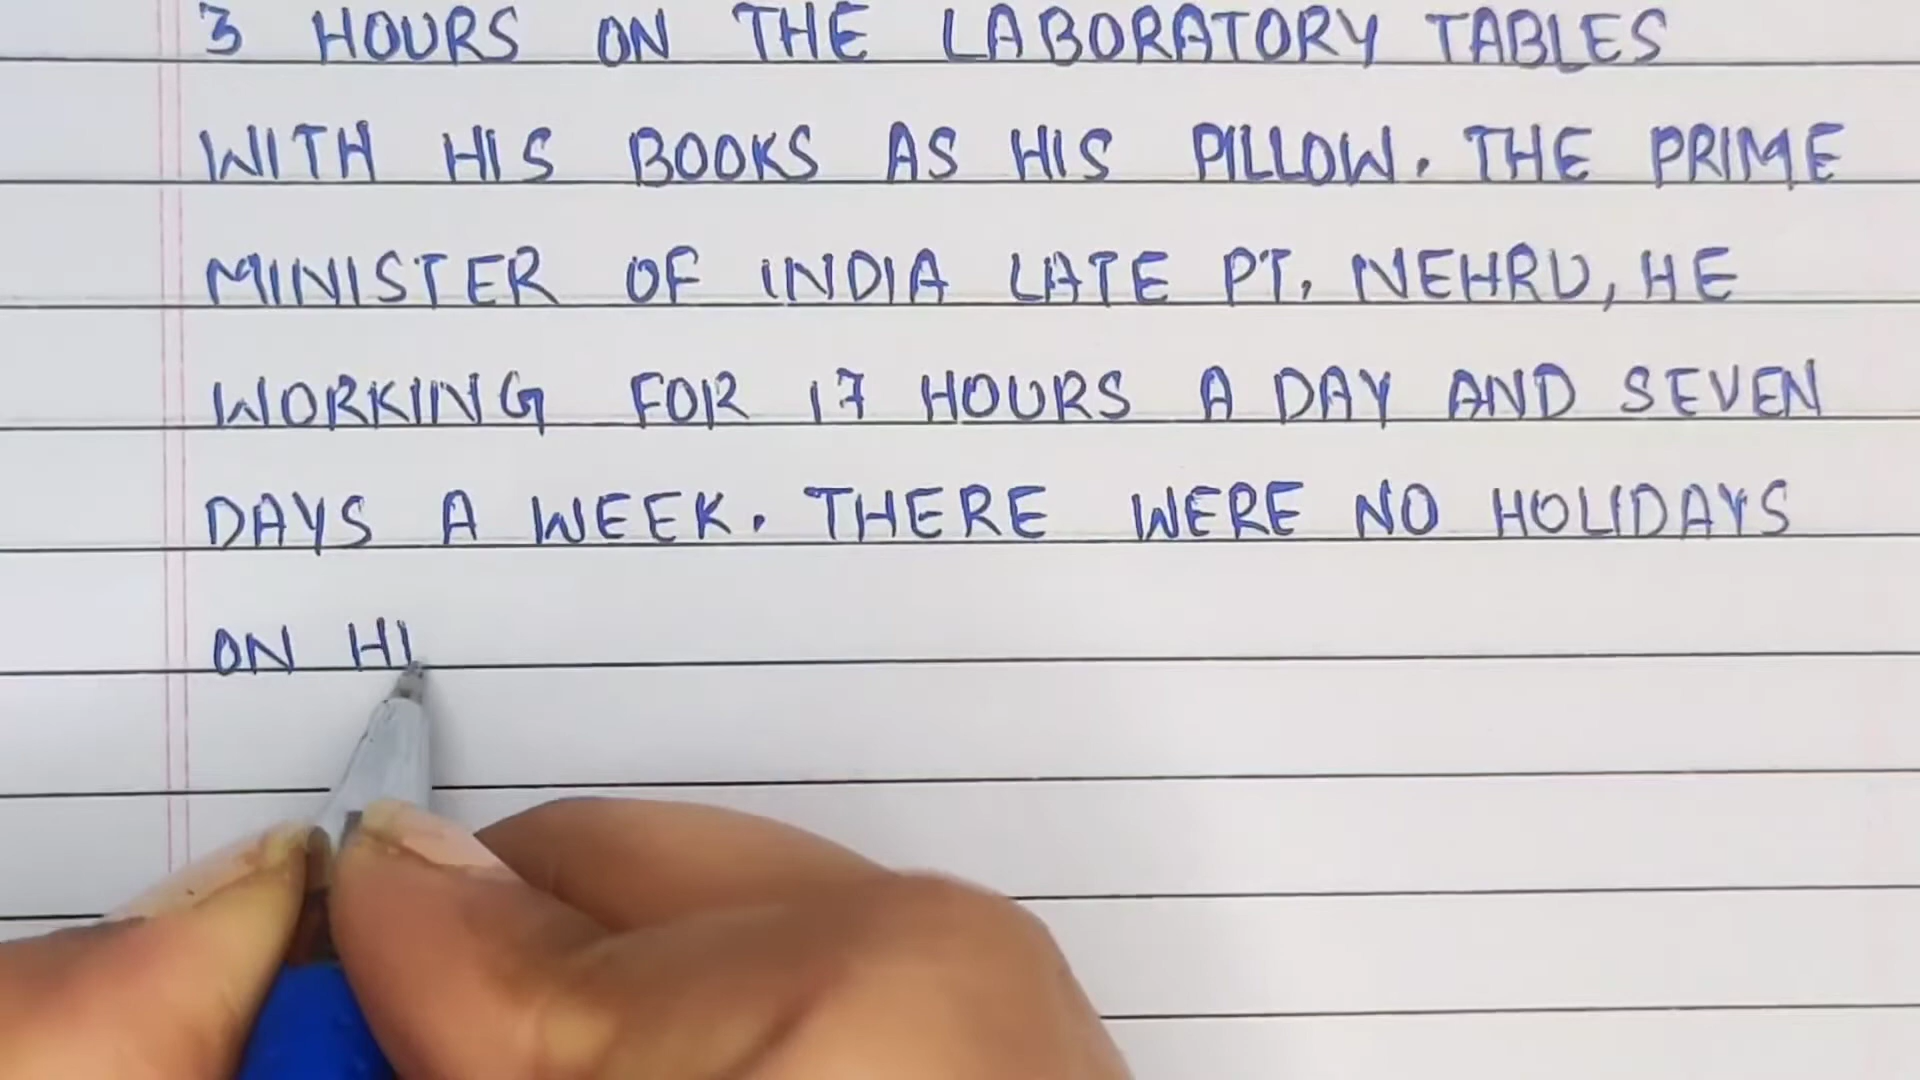 3 HOURS ON THE LABORATORY TABLES
WITH HIS BOOKS AS HIS PILLOW. THE PRIME
MINISTER OF INDIA LATE PT. NEHRU, HE
WORKING FOR 17 HOURS A DAY AND SEVEN
DAYS A WEEK. THERE WERE NO HOLIDAYS
ON HI